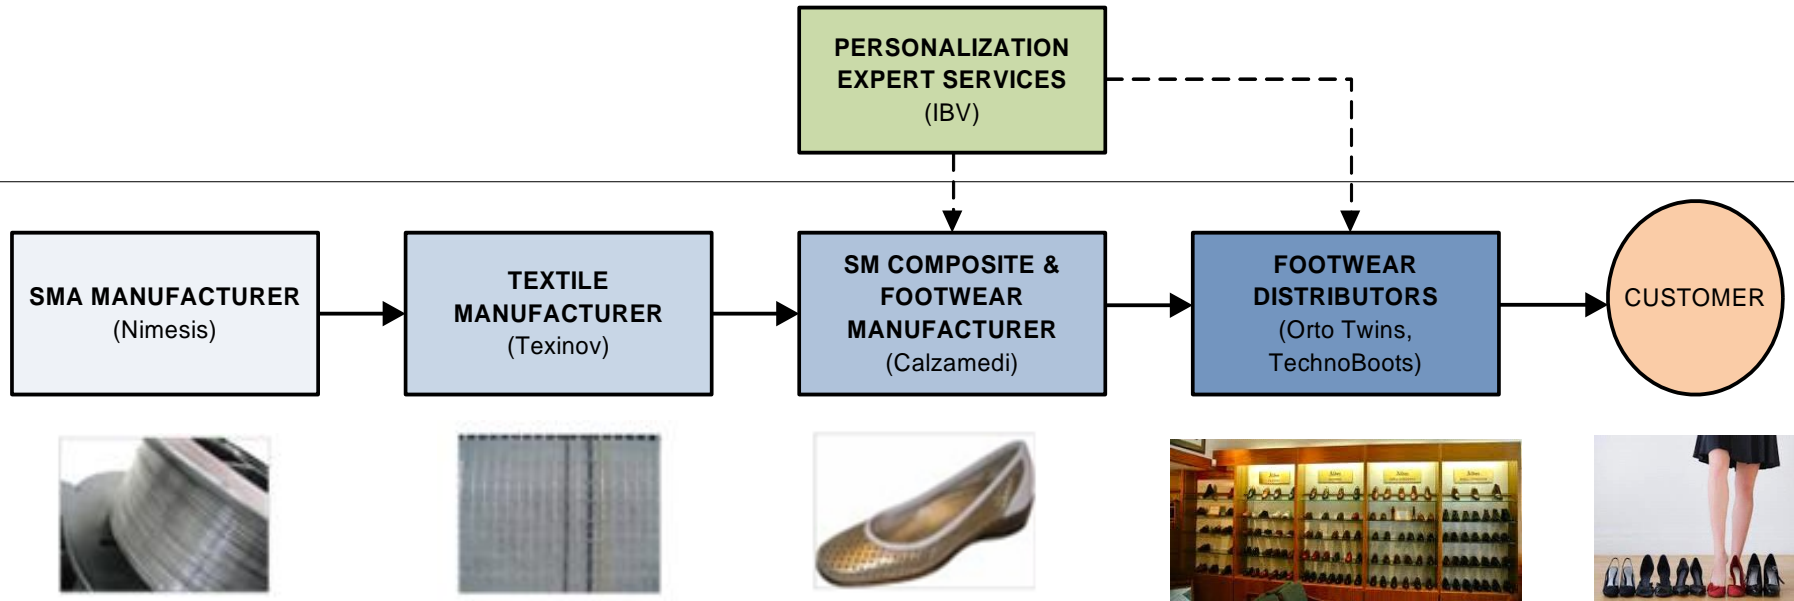 PERSONALIZATION
EXPERT SERVICES
(IBV)
SMA MANUFACTURER
(Nimesis)
TEXTILE
MANUFACTURER
(Texinov)
SM COMPOSITE &
FOOTWEAR
MANUFACTURER
(Calzamedi)
FOOTWEAR
DISTRIBUTORS
(Orto Twins,
TechnoBoots)
CUSTOMER